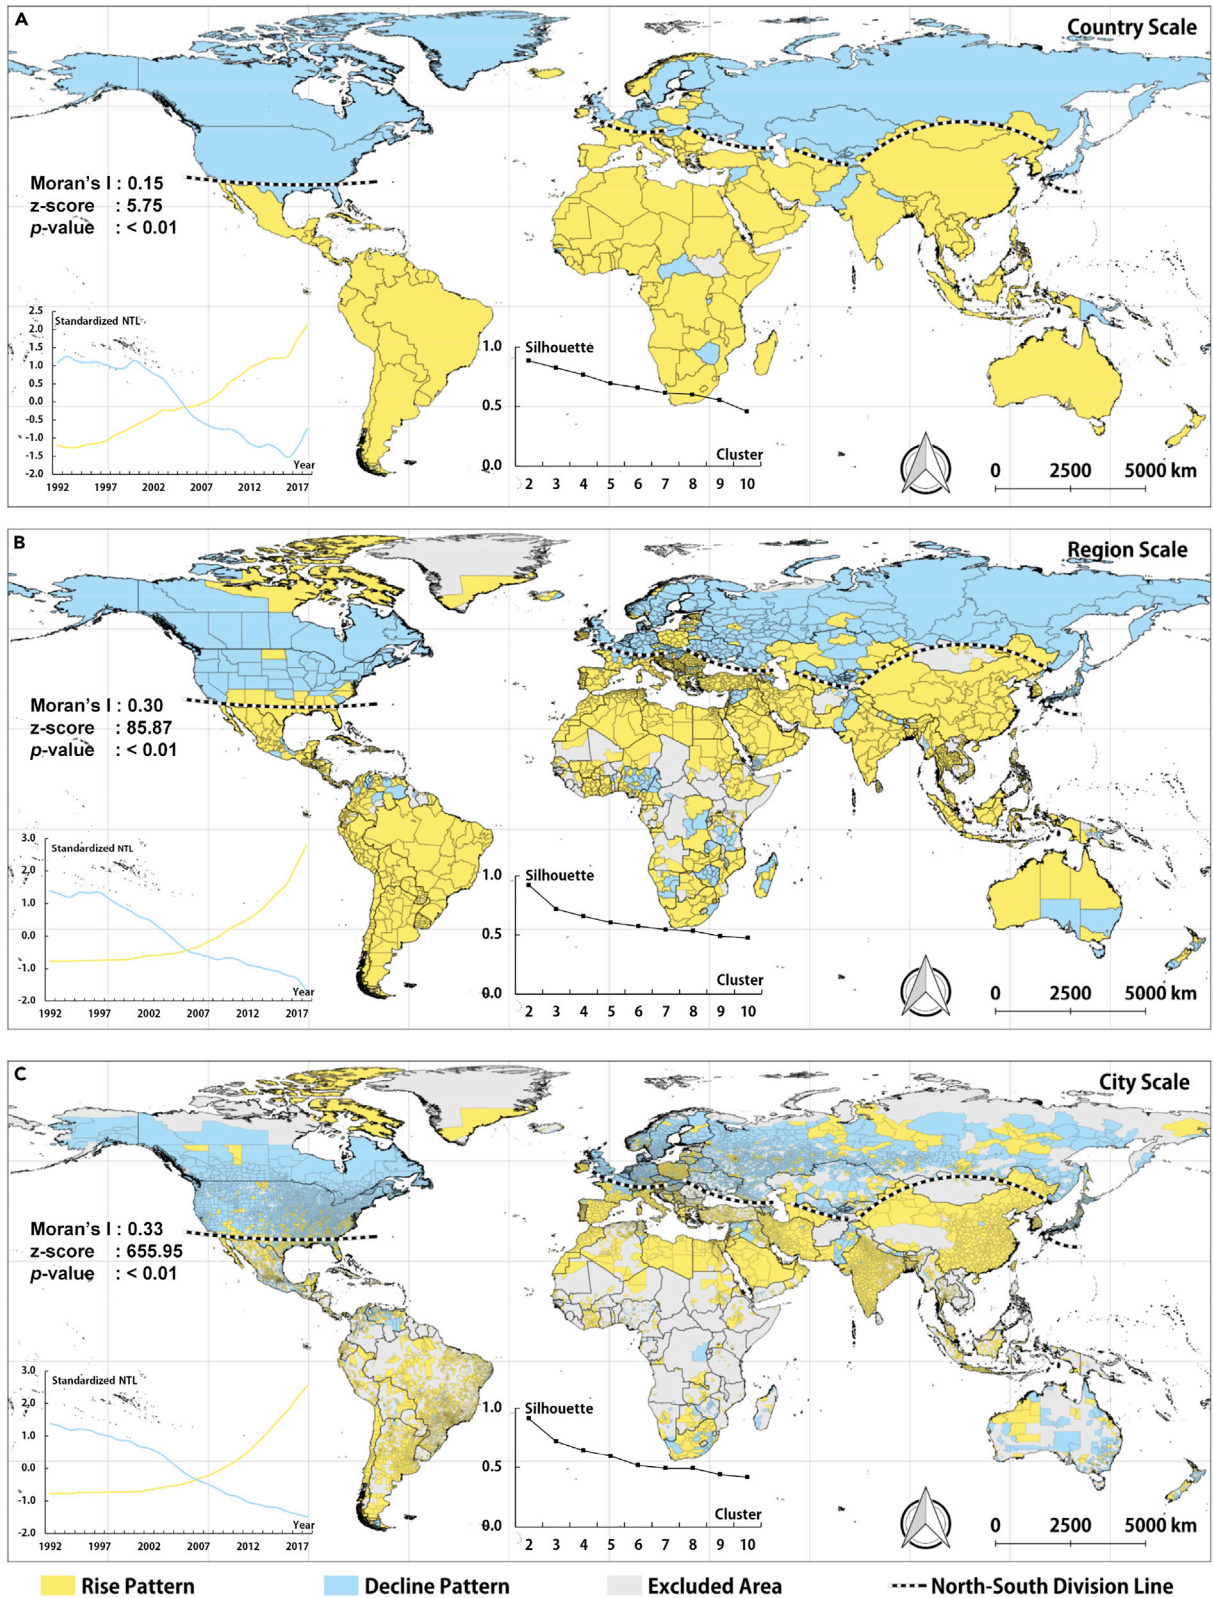 A
Country Scale
Moran's I : 0.15
z-score : 5.75
p-value : < 0.01
2.5
2.0
1.5
1.0
0.5
0.0
-0.5
-1.0
-1.5
-2.0
Standardized NTL
Year
1992 1997 2002 2007 2012 2017
1.0
0.5
0.0
Silhouette
Cluster
2 3 4 5 6 7 8 9 10
0 2500 5000 km
B
Region Scale
Moran's I : 0.30
z-score : 85.87
p-value : < 0.01
3.0
2.0
1.0
0.0
-1.0
-2.0
Standardized NTL
Year
1992 1997 2002 2007 2012 2017
1.0
0.5
0.0
Silhouette
Cluster
2 3 4 5 6 7 8 9 10
0 2500 5000 km
C
City Scale
Moran's I : 0.33
z-score : 655.95
p-value : < 0.01
3.0
2.0
1.0
0.0
-1.0
-2.0
Standardized NTL
Year
1992 1997 2002 2007 2012 2017
1.0
0.5
0.0
Silhouette
Cluster
2 3 4 5 6 7 8 9 10
0 2500 5000 km
Rise Pattern Decline Pattern Excluded Area North-South Division Line